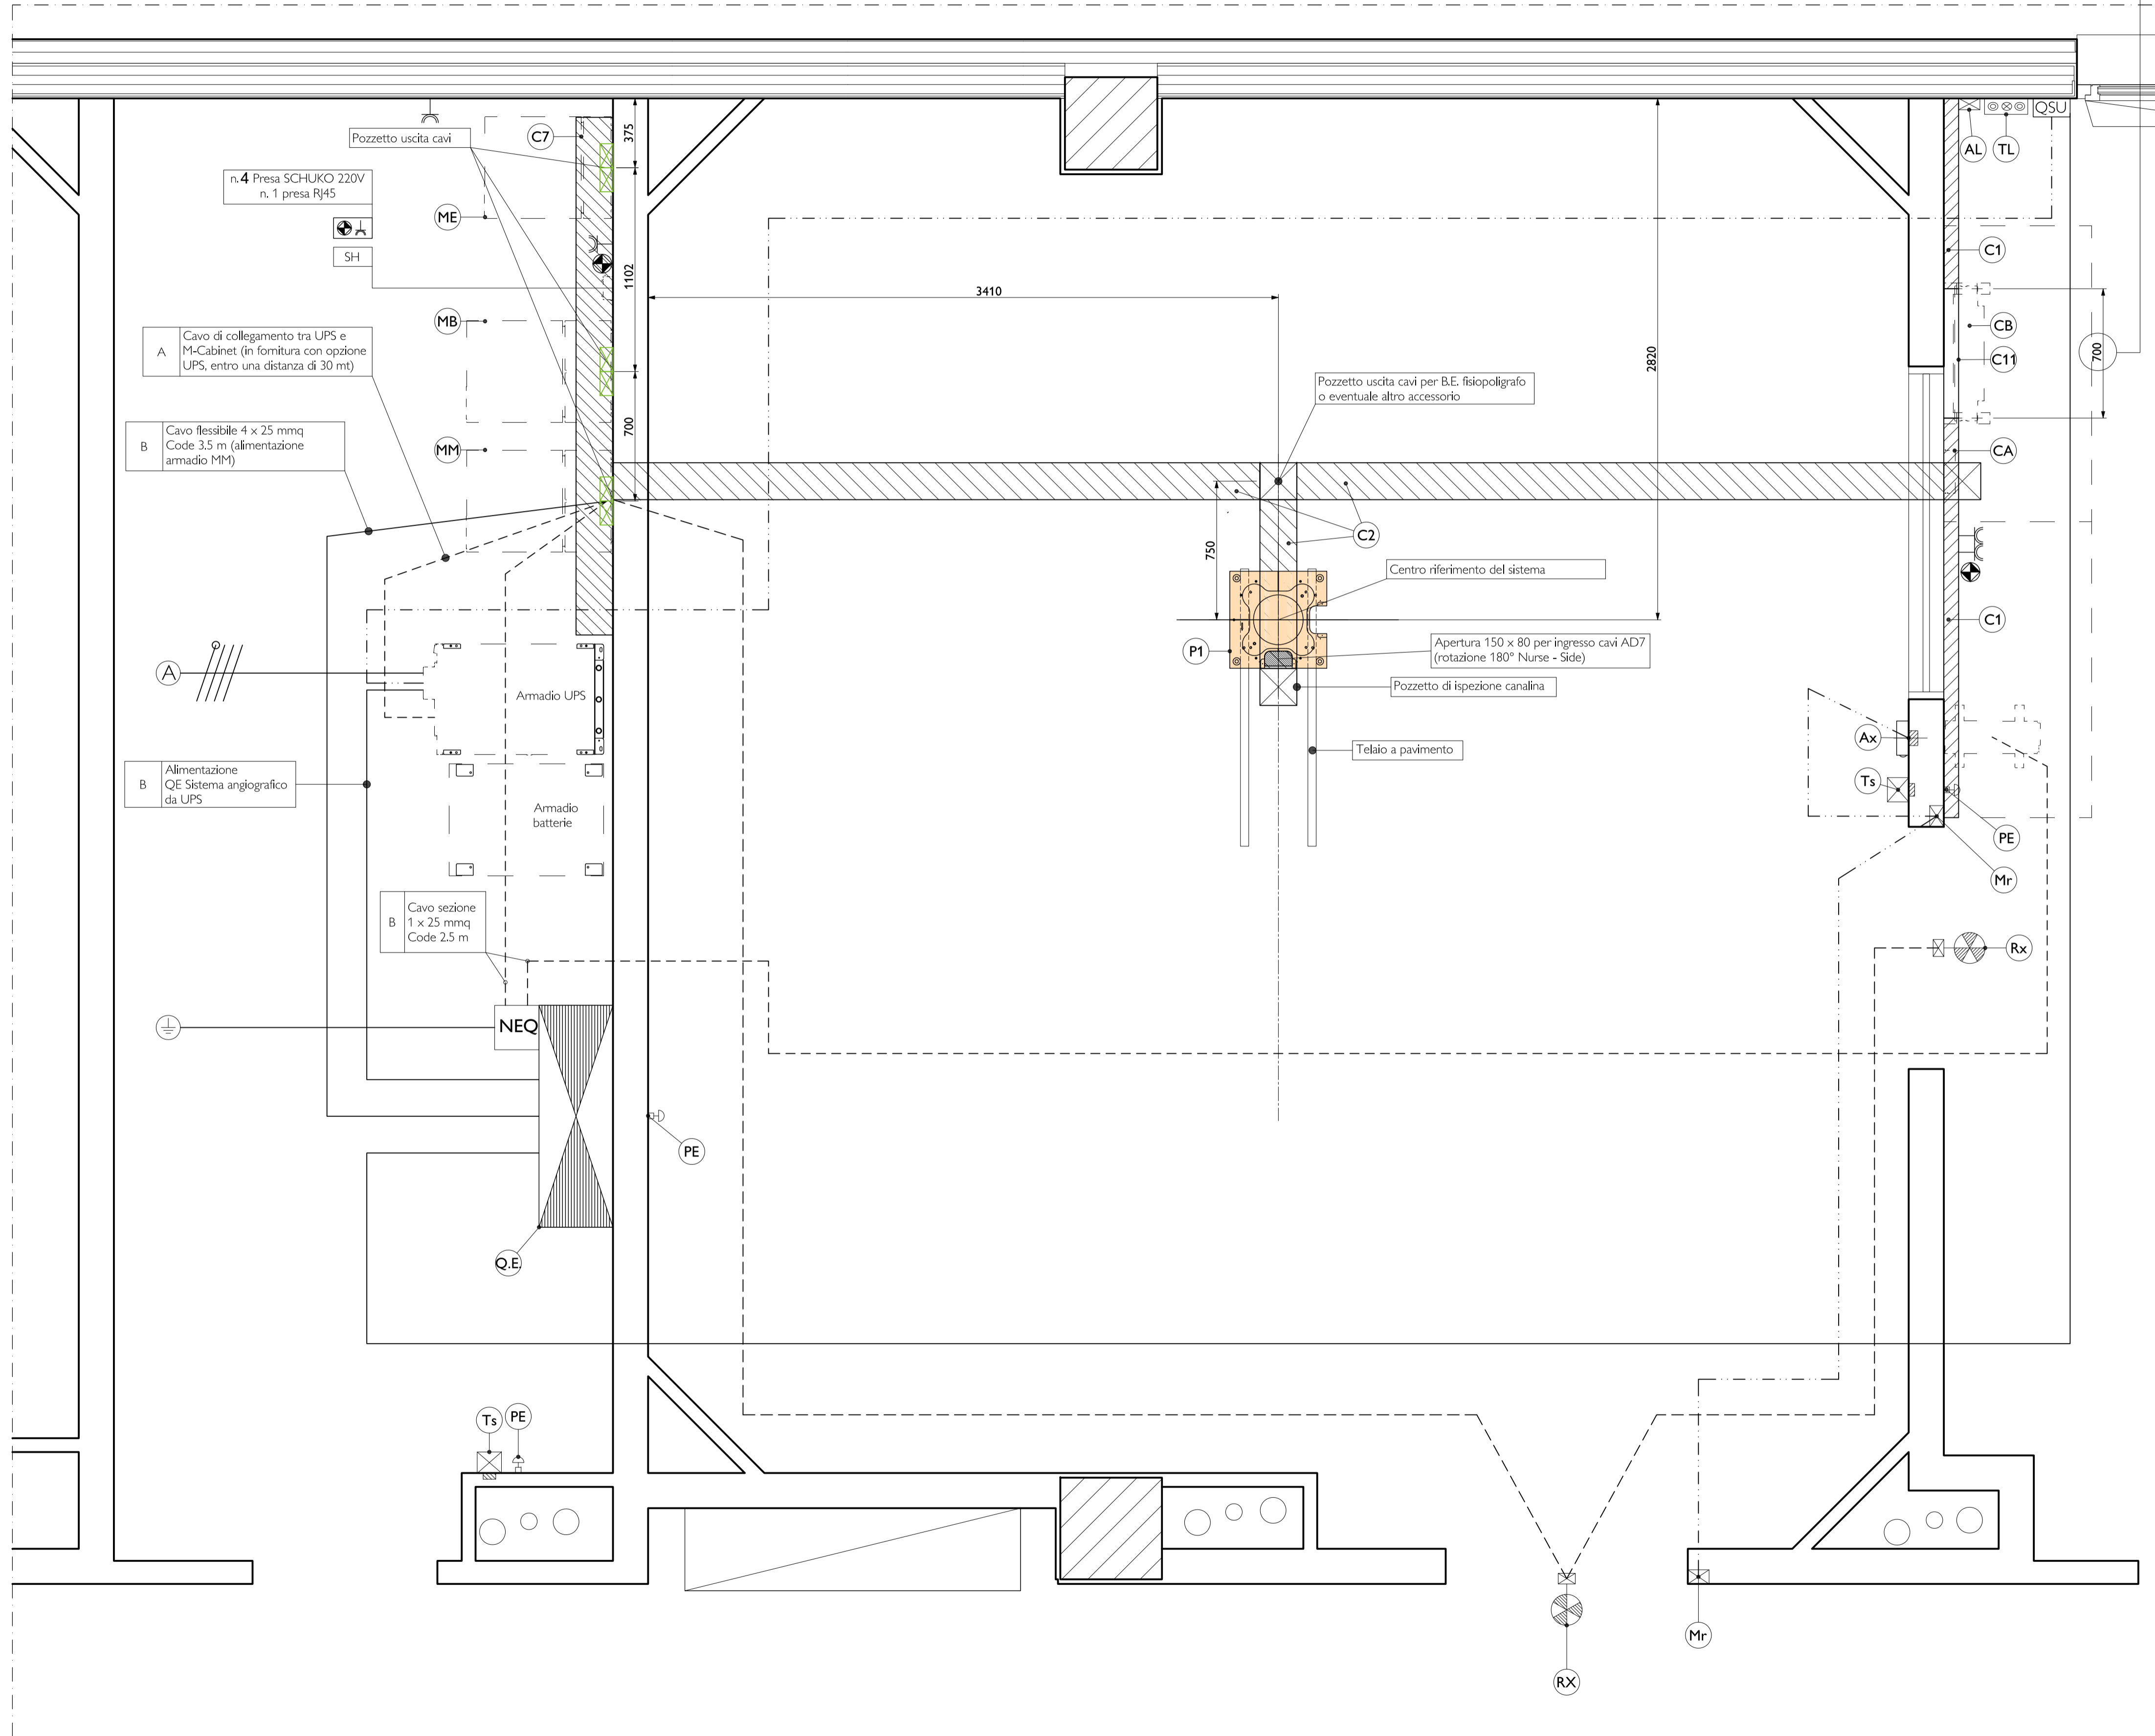 QSU
AL
TL
Pozzetto uscita cavi
C7
375
n.4 Presa SCHUKO 220V
n. 1 presa RJ45
ME
SH
1102
C1
3410
MB
A
Cavo di collegamento tra UPS e
M-Cabinet (in fornitura con opzione
UPS, entro una distanza di 30 mt)
CB
C11
700
2820
Pozzetto uscita cavi per B.E. fisiopoligrafo
o eventuale altro accessorio
B
Cavo flessibile 4 x 25 mmq
Code 3.5 m (alimentazione
armadio MM)
700
MM
CA
C2
750
Centro riferimento del sistema
C1
P1
Apertura 150 x 80 per ingresso cavi AD7
(rotazione 180° Nurse - Side)
A
Armadio UPS
Pozzetto di ispezione canalina
Telaio a pavimento
Ax
Ts
B
Alimentazione
QE Sistema angiografico
da UPS
Armadio
batterie
PE
Mr
B
Cavo sezione
1 x 25 mmq
Code 2.5 m
Rx
NEQ
PE
Q.E.
Ts
PE
Mr
RX